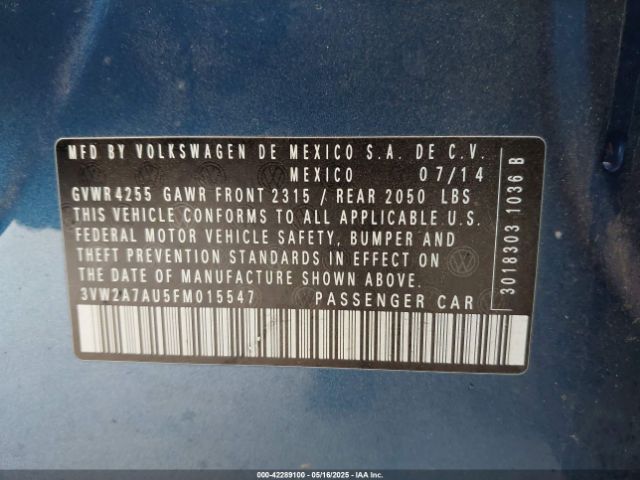 MFD BY VOLKSWAGEN DE MEXICO S.A. DE C.V.
MEXICO 07/14
GVWR 4255 GAWR FRONT 2315 / REAR 2050 LBS
THIS VEHICLE CONFORMS TO ALL APPLICABLE U.S.
FEDERAL MOTOR VEHICLE SAFETY, BUMPER AND
THEFT PREVENTION STANDARDS IN EFFECT ON
THE DATE OF MANUFACTURE SHOWN ABOVE.
3VW2A7AU5FM015547 PASSENGER CAR
3018303 1036 B
000-42289100 - 05/16/2025 - IAAI.COM